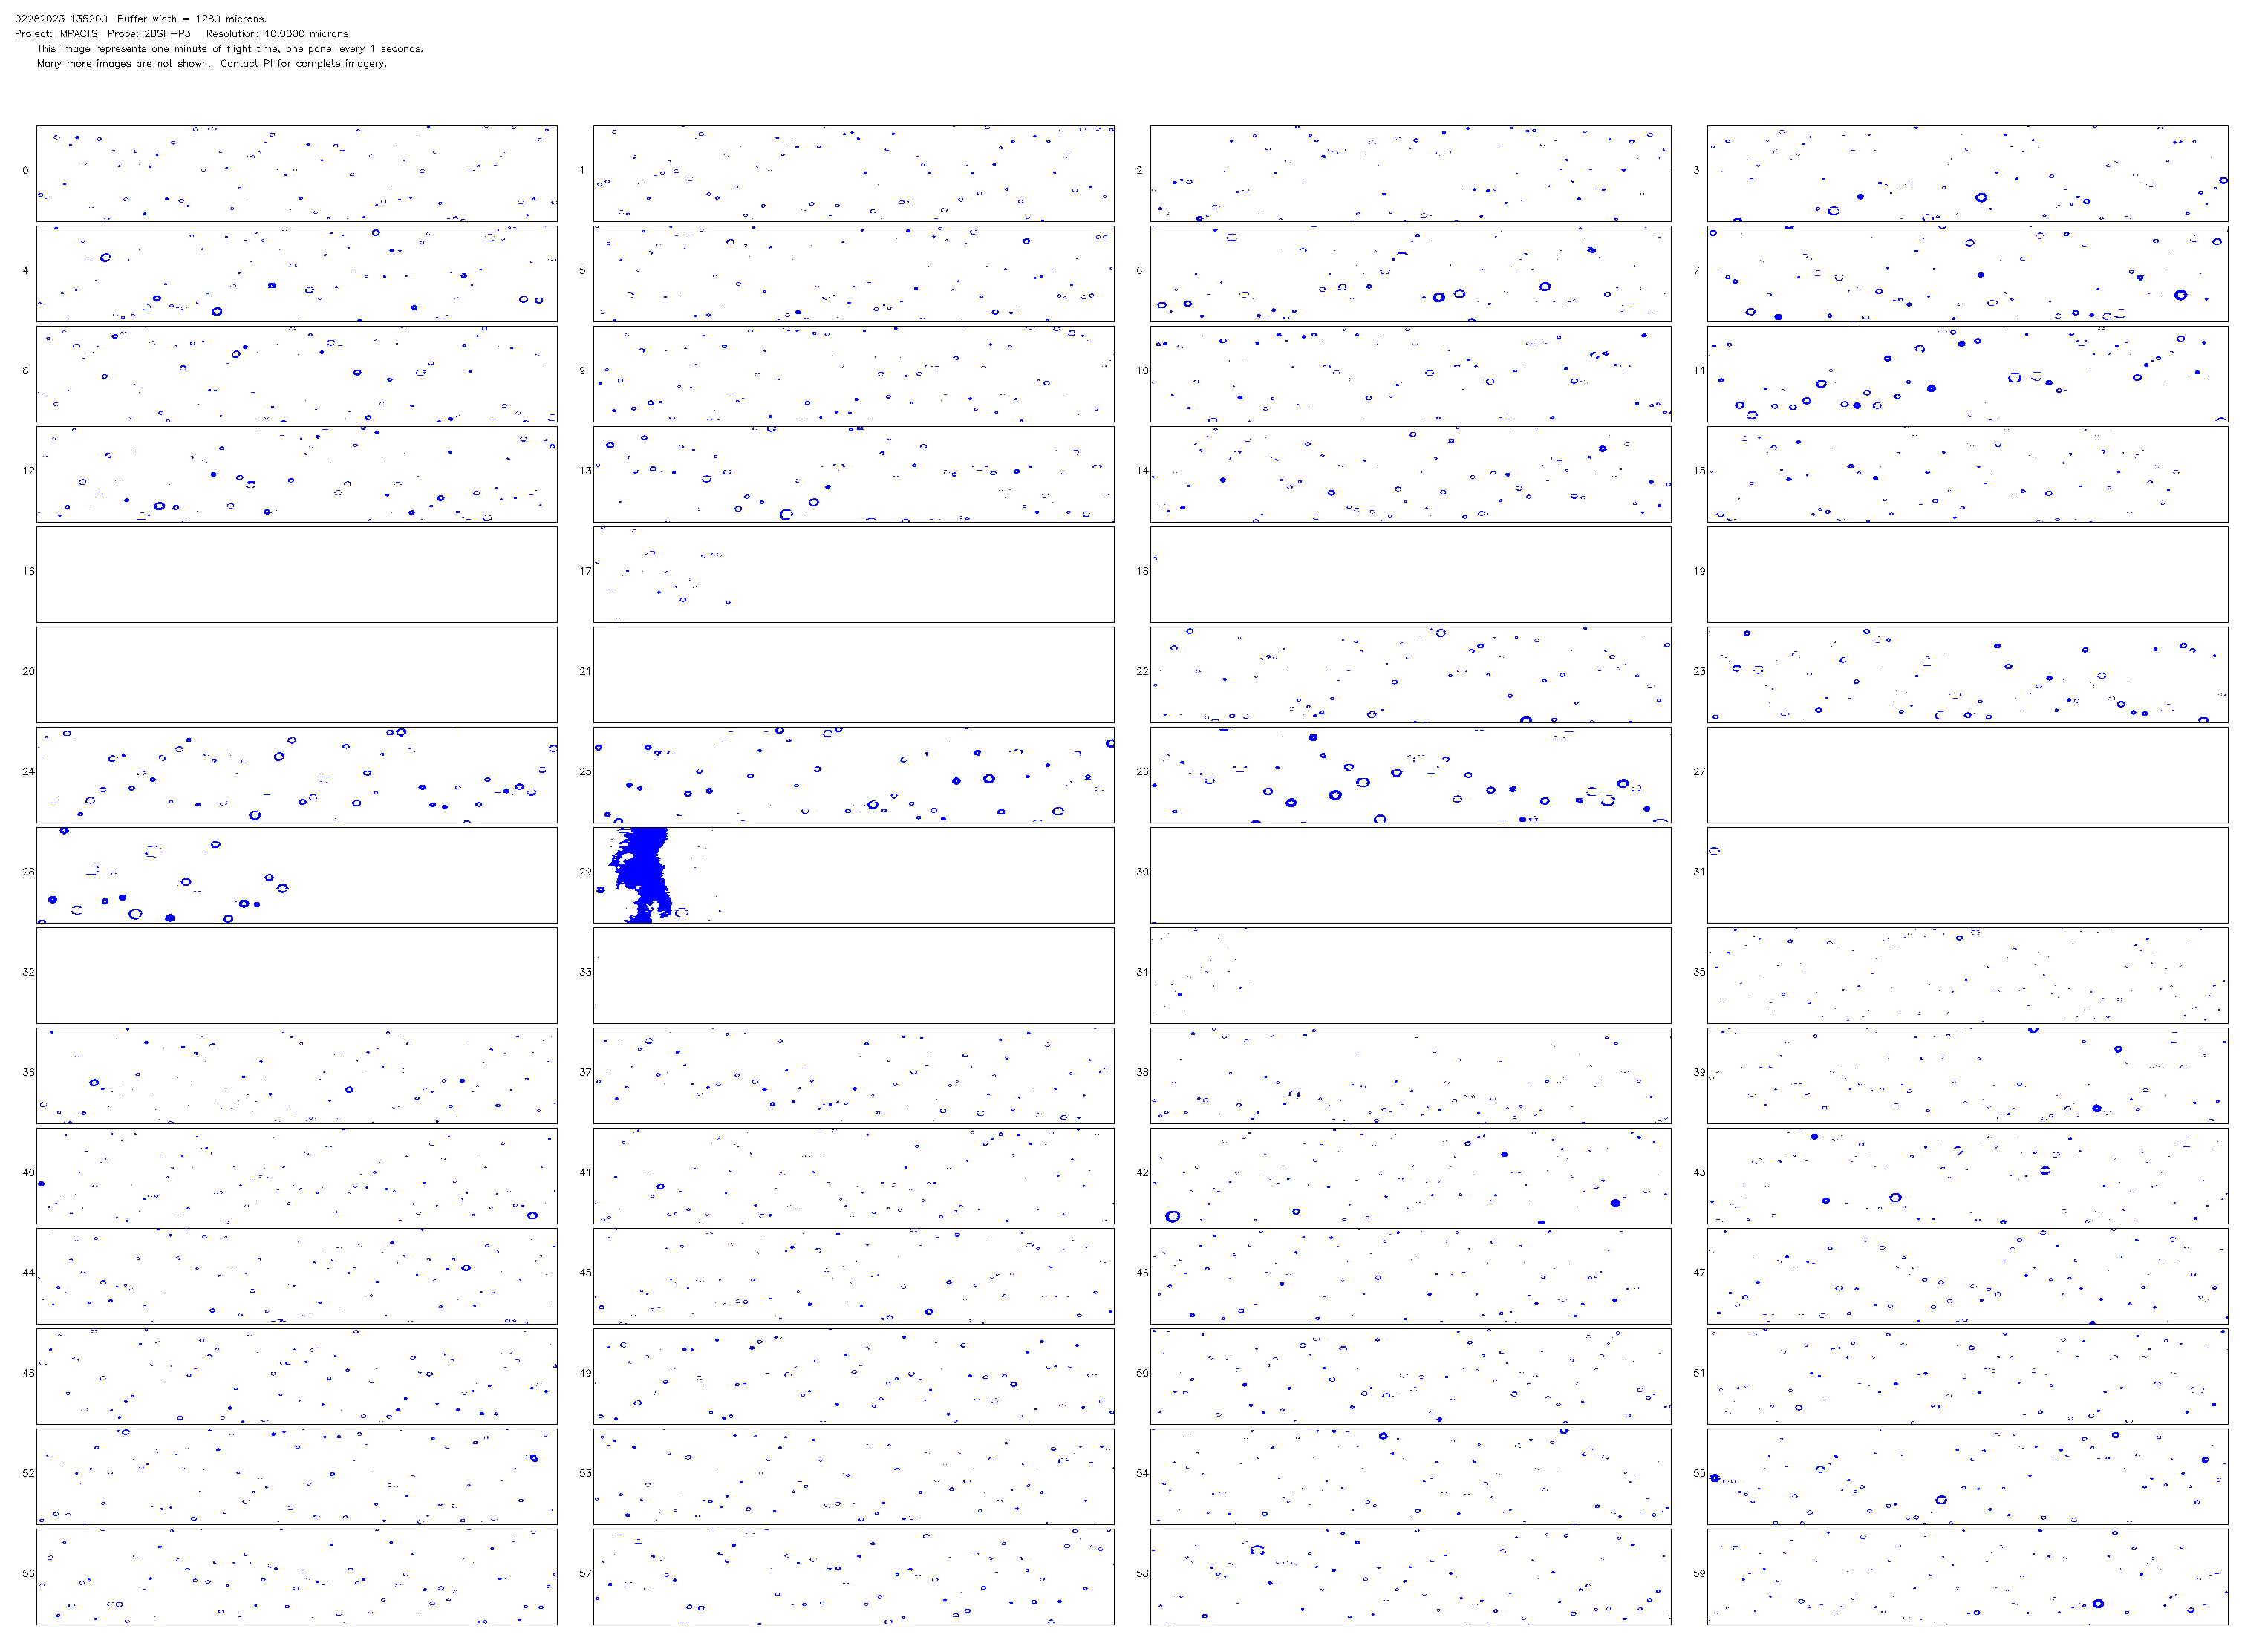 02282023 135200 Buffer width = 1280 microns.
Project: IMPACTS Probe: 2DSH-P3 Resolution: 10.0000 microns
This image represents one minute of flight time, one panel every 1 seconds.
Many more images are not shown. Contact PI for complete imagery.
0 1 2 3
4 5 6 7
8 9 10 11
12 13 14 15
16 17 18 19
20 21 22 23
24 25 26 27
28 29 30 31
32 33 34 35
36 37 38 39
40 41 42 43
44 45 46 47
48 49 50 51
52 53 54 55
56 57 58 59